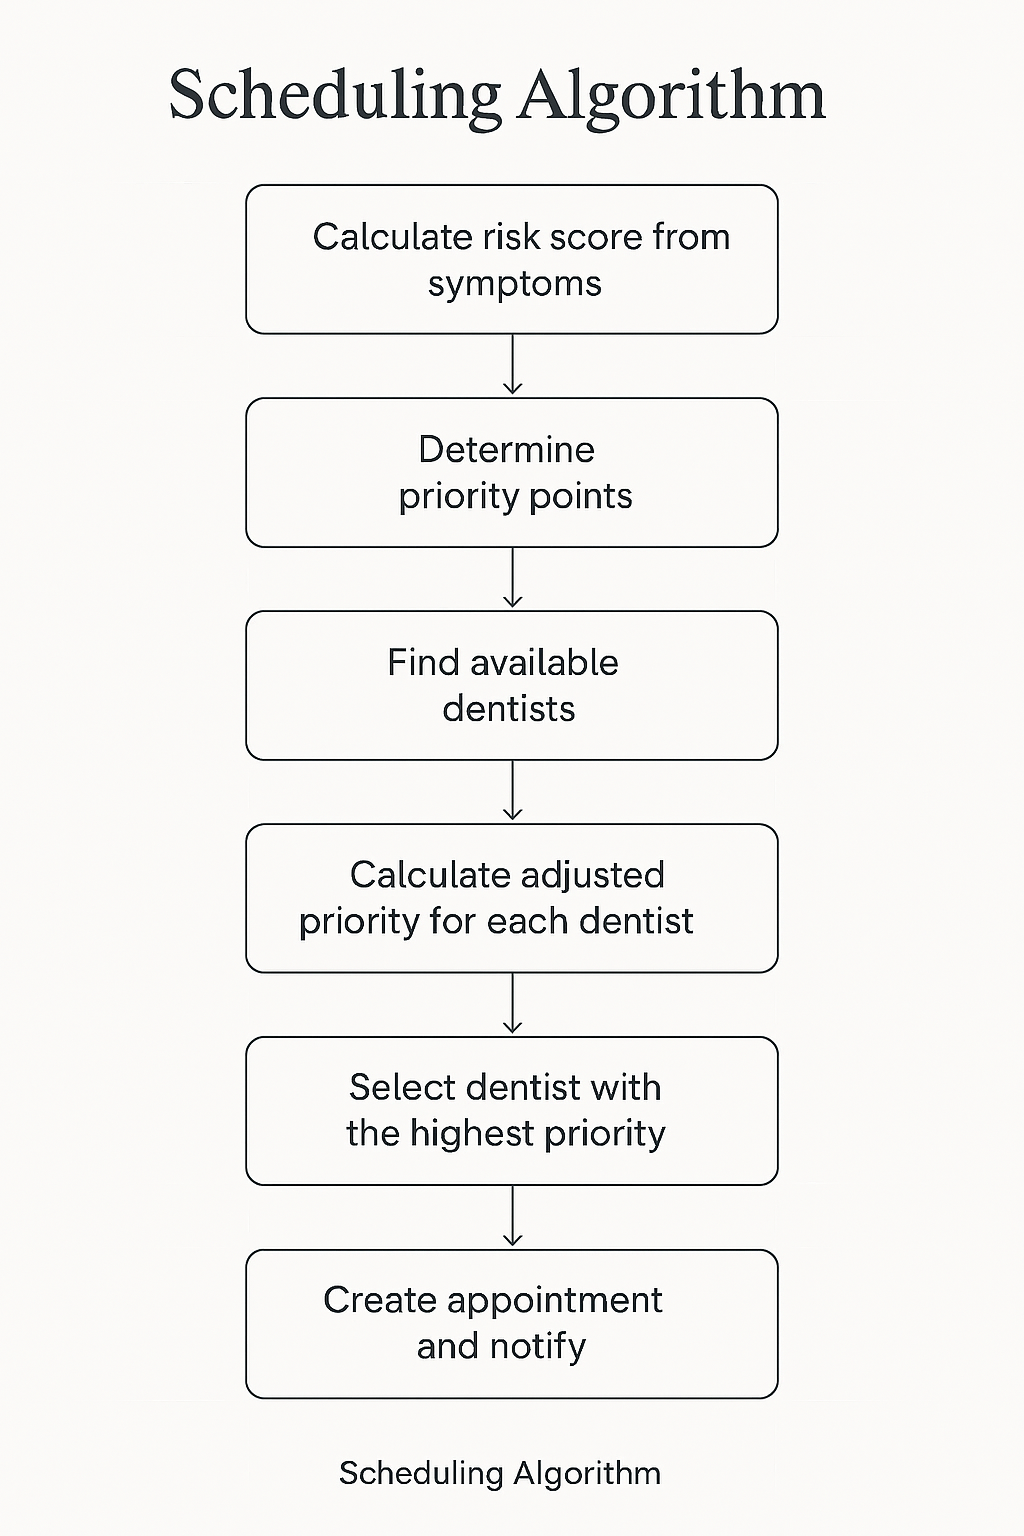 Scheduling Algorithm
Calculate risk score from
symptoms
Determine
priority points
Find available
dentists
Calculate adjusted
priority for each dentist
Select dentist with
the highest priority
Create appointment
and notify
Scheduling Algorithm